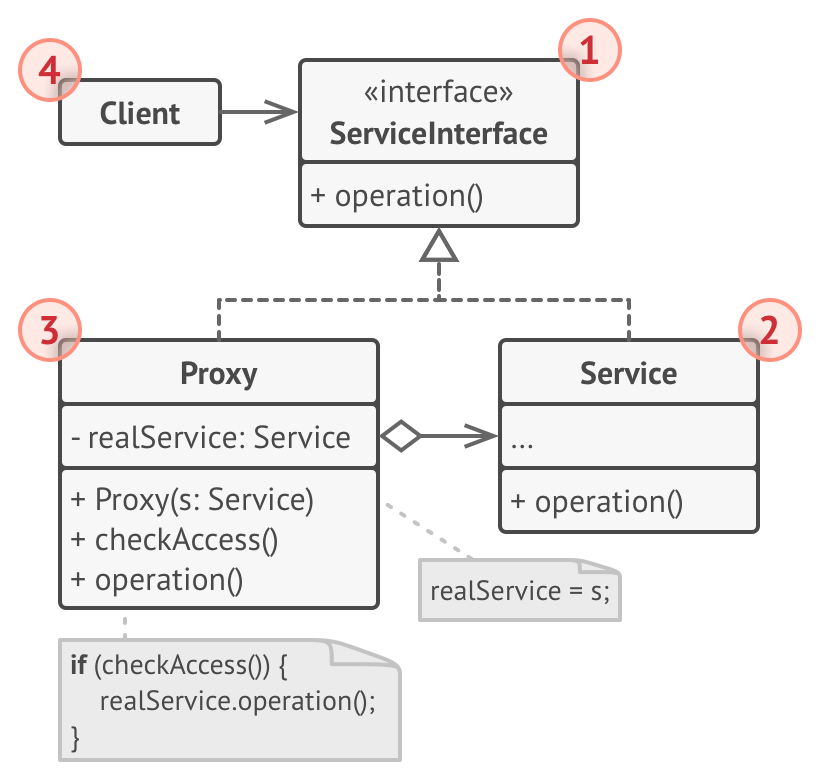 4
Client
1
«interface»
ServiceInterface
+ operation()
3
Proxy
- realService: Service
+ Proxy(s: Service)
+ checkAccess()
+ operation()
2
Service
...
+ operation()
realService = s;
if (checkAccess()) {
realService.operation();
}